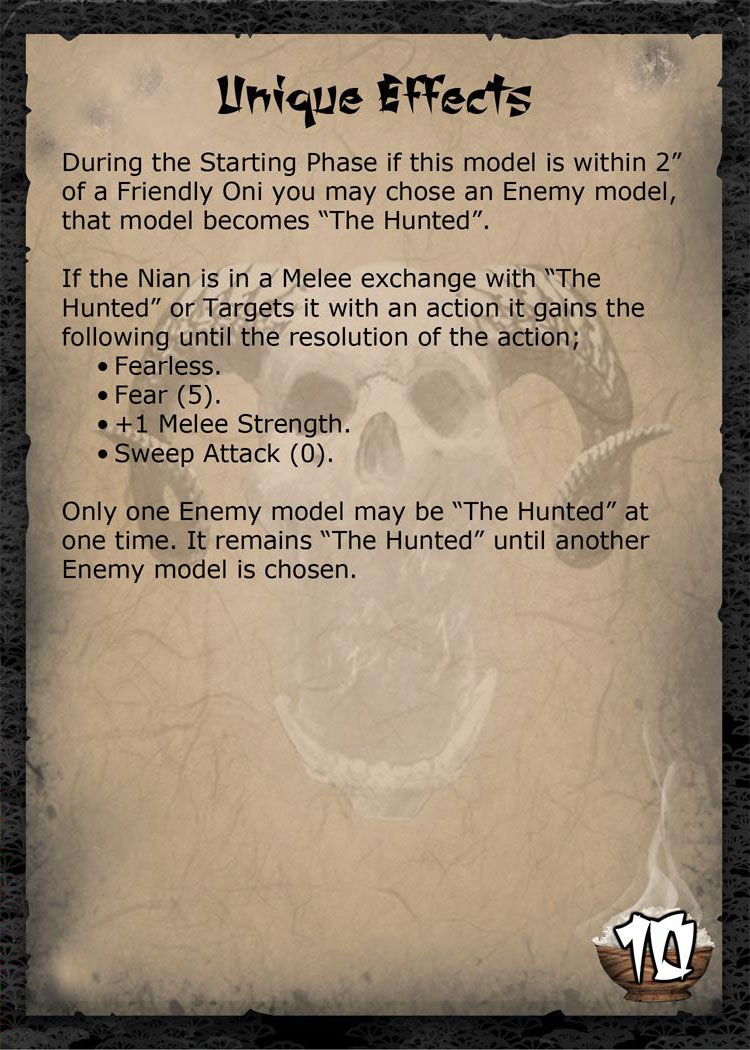 Unique Effects
During the Starting Phase if this model is within 2”
of a Friendly Oni you may chose an Enemy model,
that model becomes “The Hunted”.
If the Nian is in a Melee exchange with “The
Hunted” or Targets it with an action it gains the
following until the resolution of the action;
• Fearless.
• Fear (5).
• +1 Melee Strength.
• Sweep Attack (0).
Only one Enemy model may be “The Hunted” at
one time. It remains “The Hunted” until another
Enemy model is chosen.
10